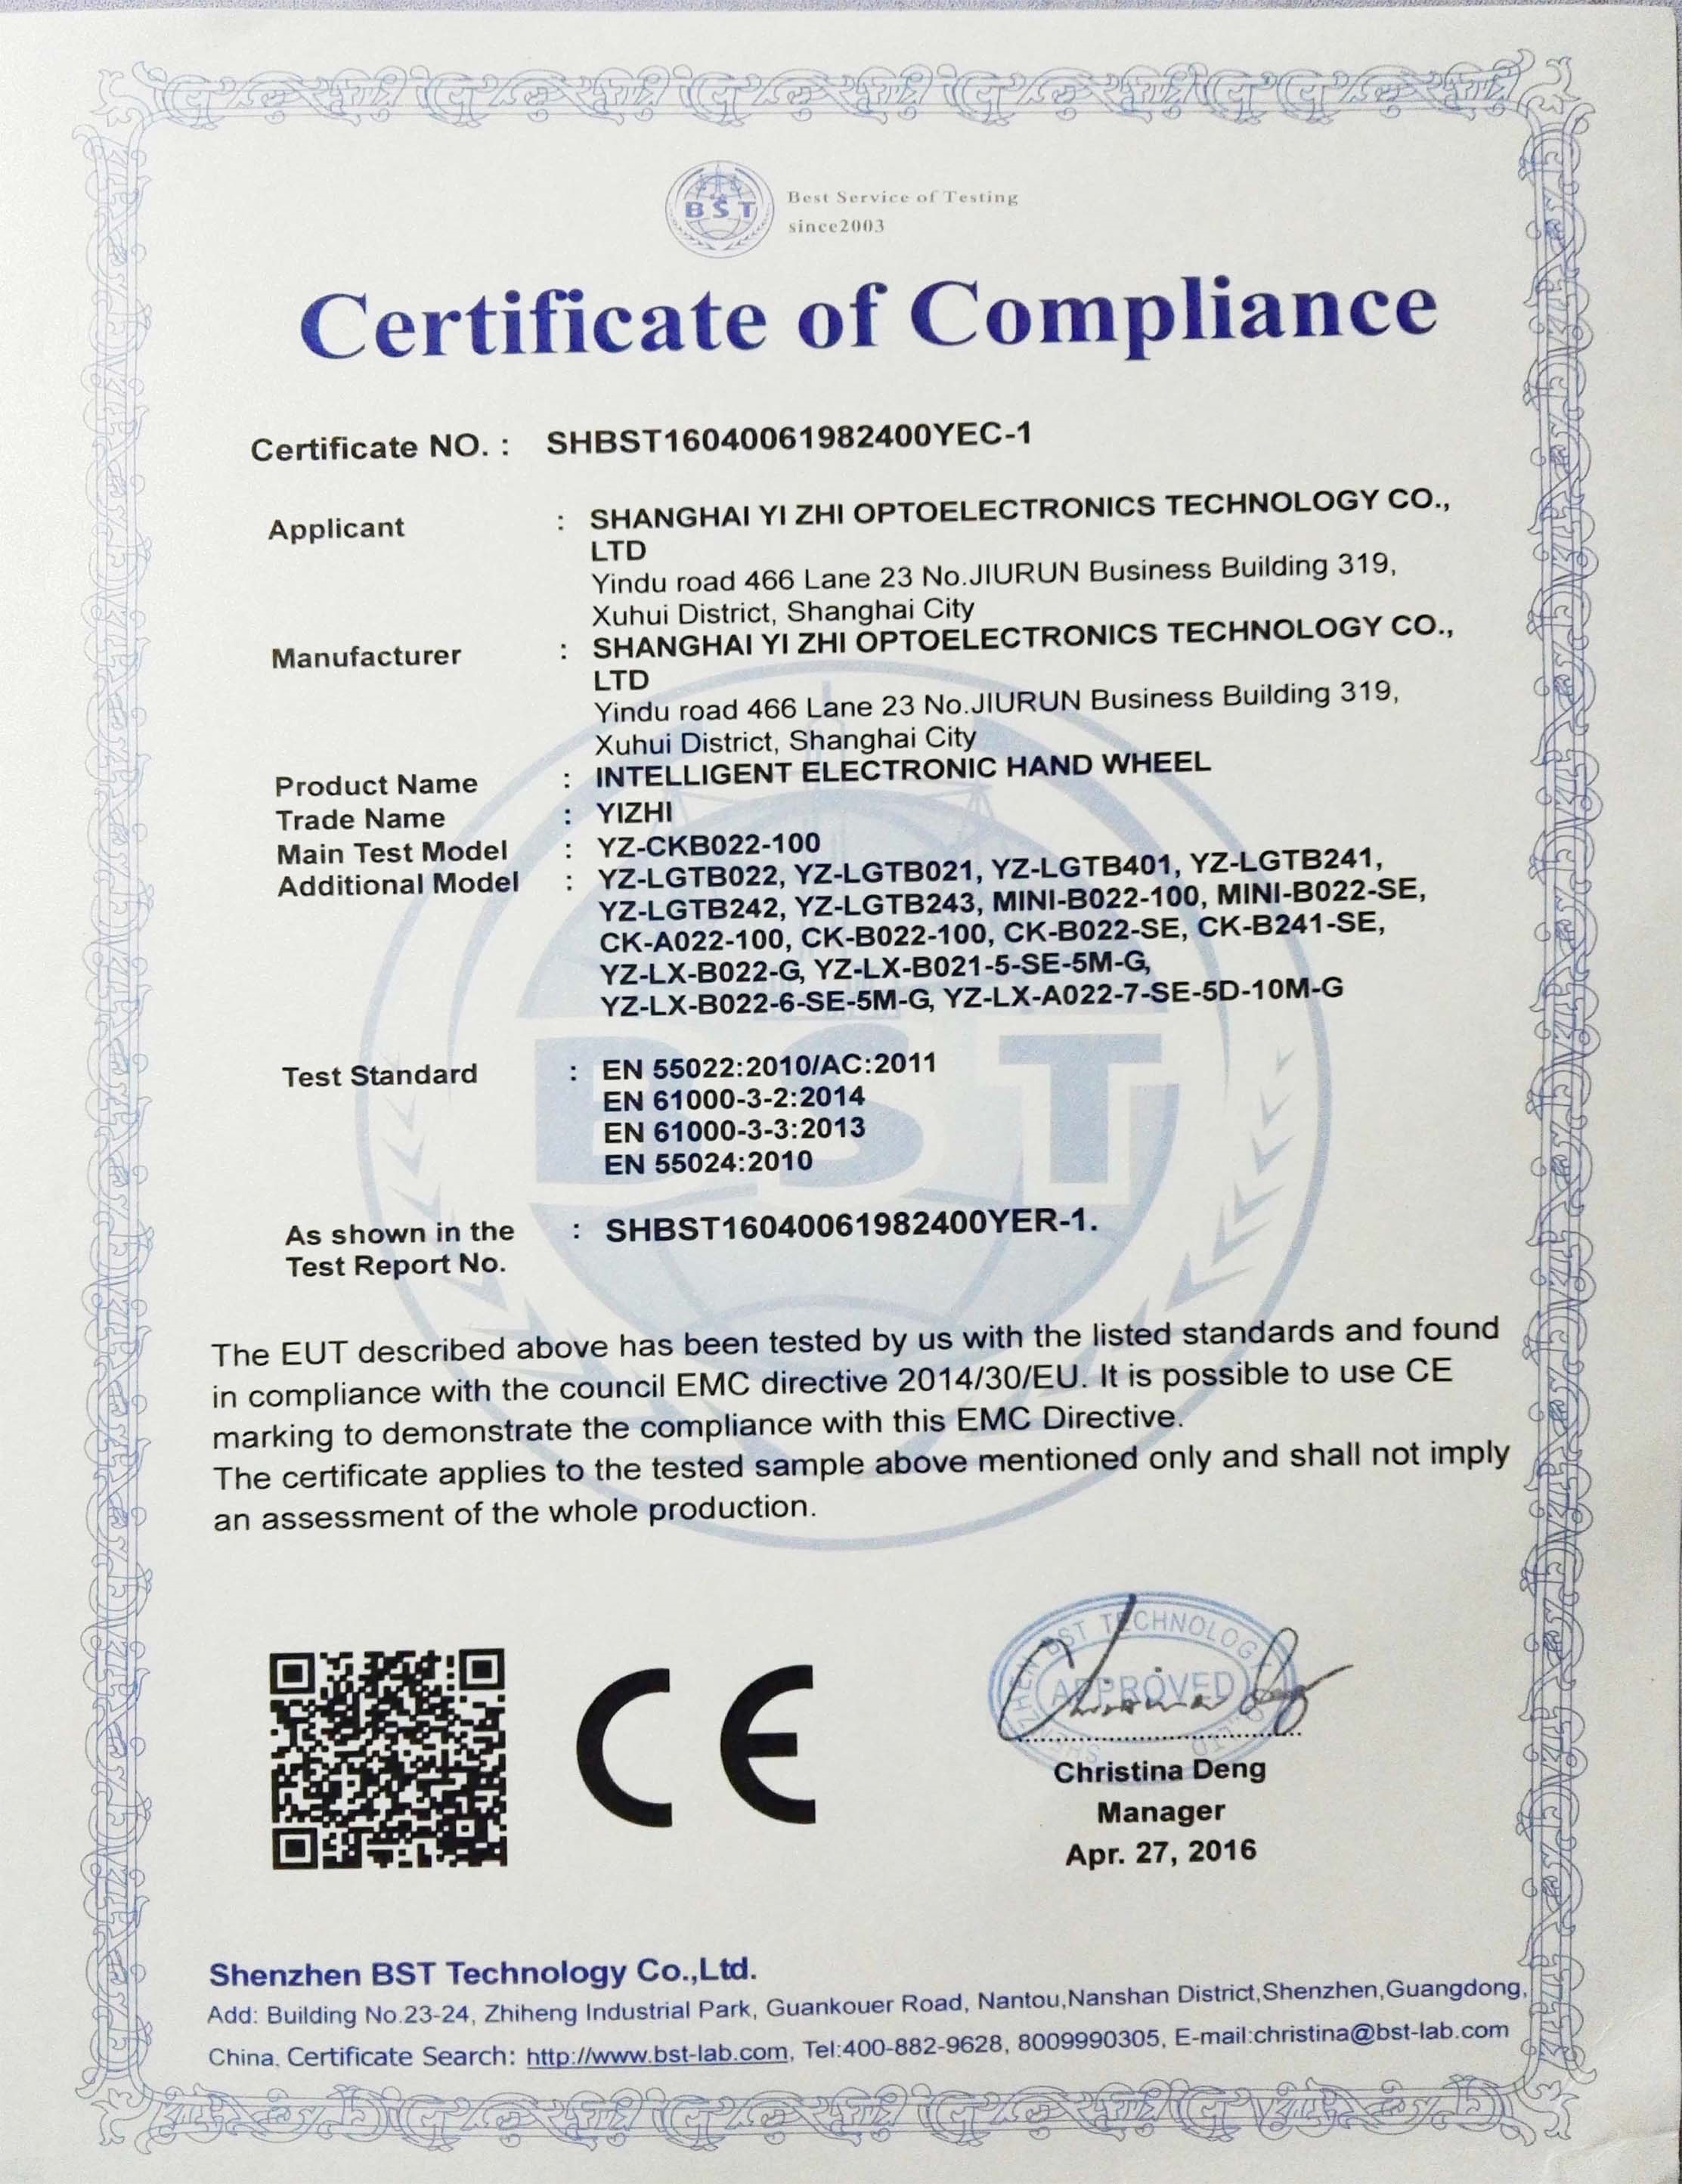 BST
Best Service of Testing
since2003
Certificate of Compliance
Certificate NO. : SHBST16040061982400YEC-1
Applicant : SHANGHAI YI ZHI OPTOELECTRONICS TECHNOLOGY CO.,
LTD
Yindu road 466 Lane 23 No.JIURUN Business Building 319,
Xuhui District, Shanghai City
Manufacturer : SHANGHAI YI ZHI OPTOELECTRONICS TECHNOLOGY CO.,
LTD
Yindu road 466 Lane 23 No.JIURUN Business Building 319,
Xuhui District, Shanghai City
Product Name : INTELLIGENT ELECTRONIC HAND WHEEL
Trade Name : YIZHI
Main Test Model : YZ-CKB022-100
Additional Model : YZ-LGTB022, YZ-LGTB021, YZ-LGTB401, YZ-LGTB241,
YZ-LGTB242, YZ-LGTB243, MINI-B022-100, MINI-B022-SE,
CK-A022-100, CK-B022-100, CK-B022-SE, CK-B241-SE,
YZ-LX-B022-G, YZ-LX-B021-5-SE-5M-G,
YZ-LX-B022-6-SE-5M-G, YZ-LX-A022-7-SE-5D-10M-G
BST
Test Standard : EN 55022:2010/AC:2011
EN 61000-3-2:2014
EN 61000-3-3:2013
EN 55024:2010
As shown in the : SHBST16040061982400YER-1.
Test Report No.
The EUT described above has been tested by us with the listed standards and found
in compliance with the council EMC directive 2014/30/EU. It is possible to use CE
marking to demonstrate the compliance with this EMC Directive.
The certificate applies to the tested sample above mentioned only and shall not imply
an assessment of the whole production.
CE
SHENZHEN BST TECHNOLOGY CO.,LTD
APPROVED
Christina Deng
Christina Deng
Manager
Apr. 27, 2016
Shenzhen BST Technology Co.,Ltd.
Add: Building No.23-24, Zhiheng Industrial Park, Guankouer Road, Nantou,Nanshan District,Shenzhen,Guangdong,
China. Certificate Search: http://www.bst-lab.com, Tel:400-882-9628, 8009990305, E-mail:christina@bst-lab.com